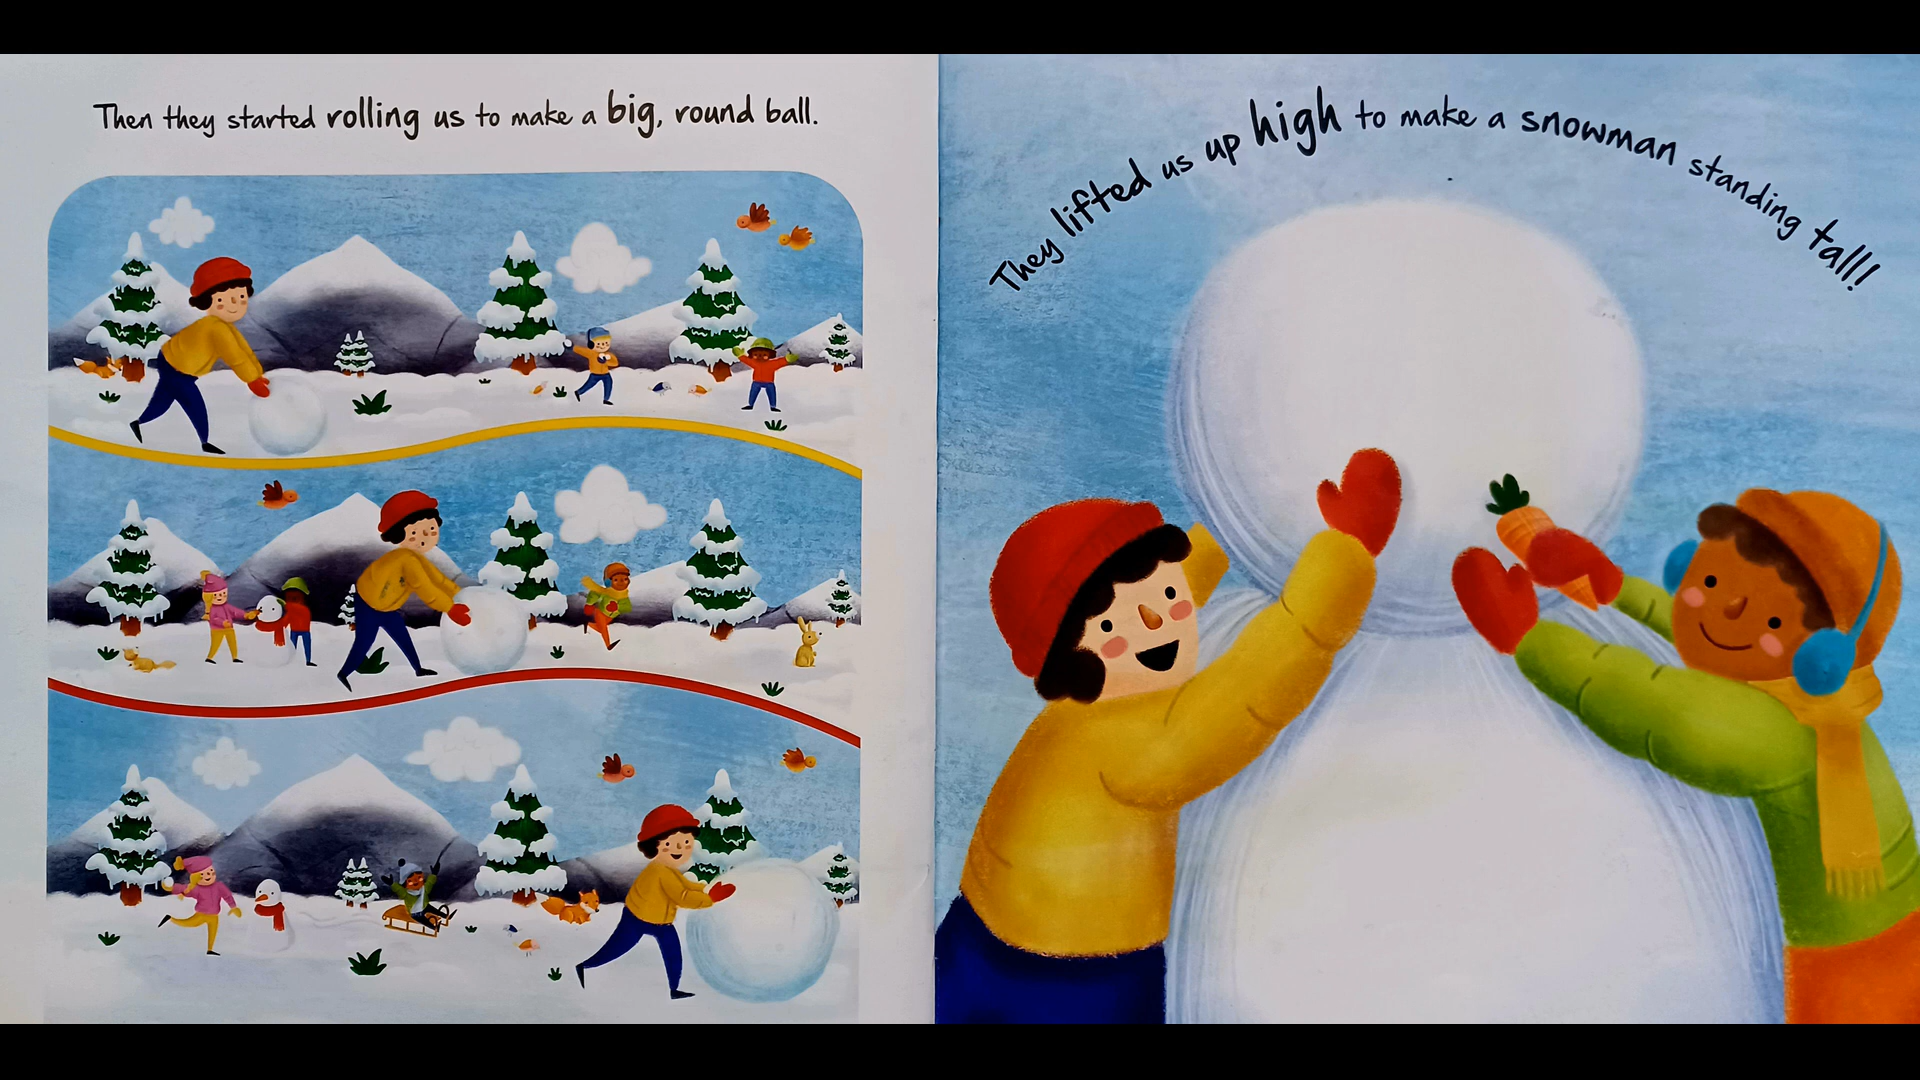 Then they started rolling us to make a big, round ball.
They lifted us up high to make a snowman standing tall!